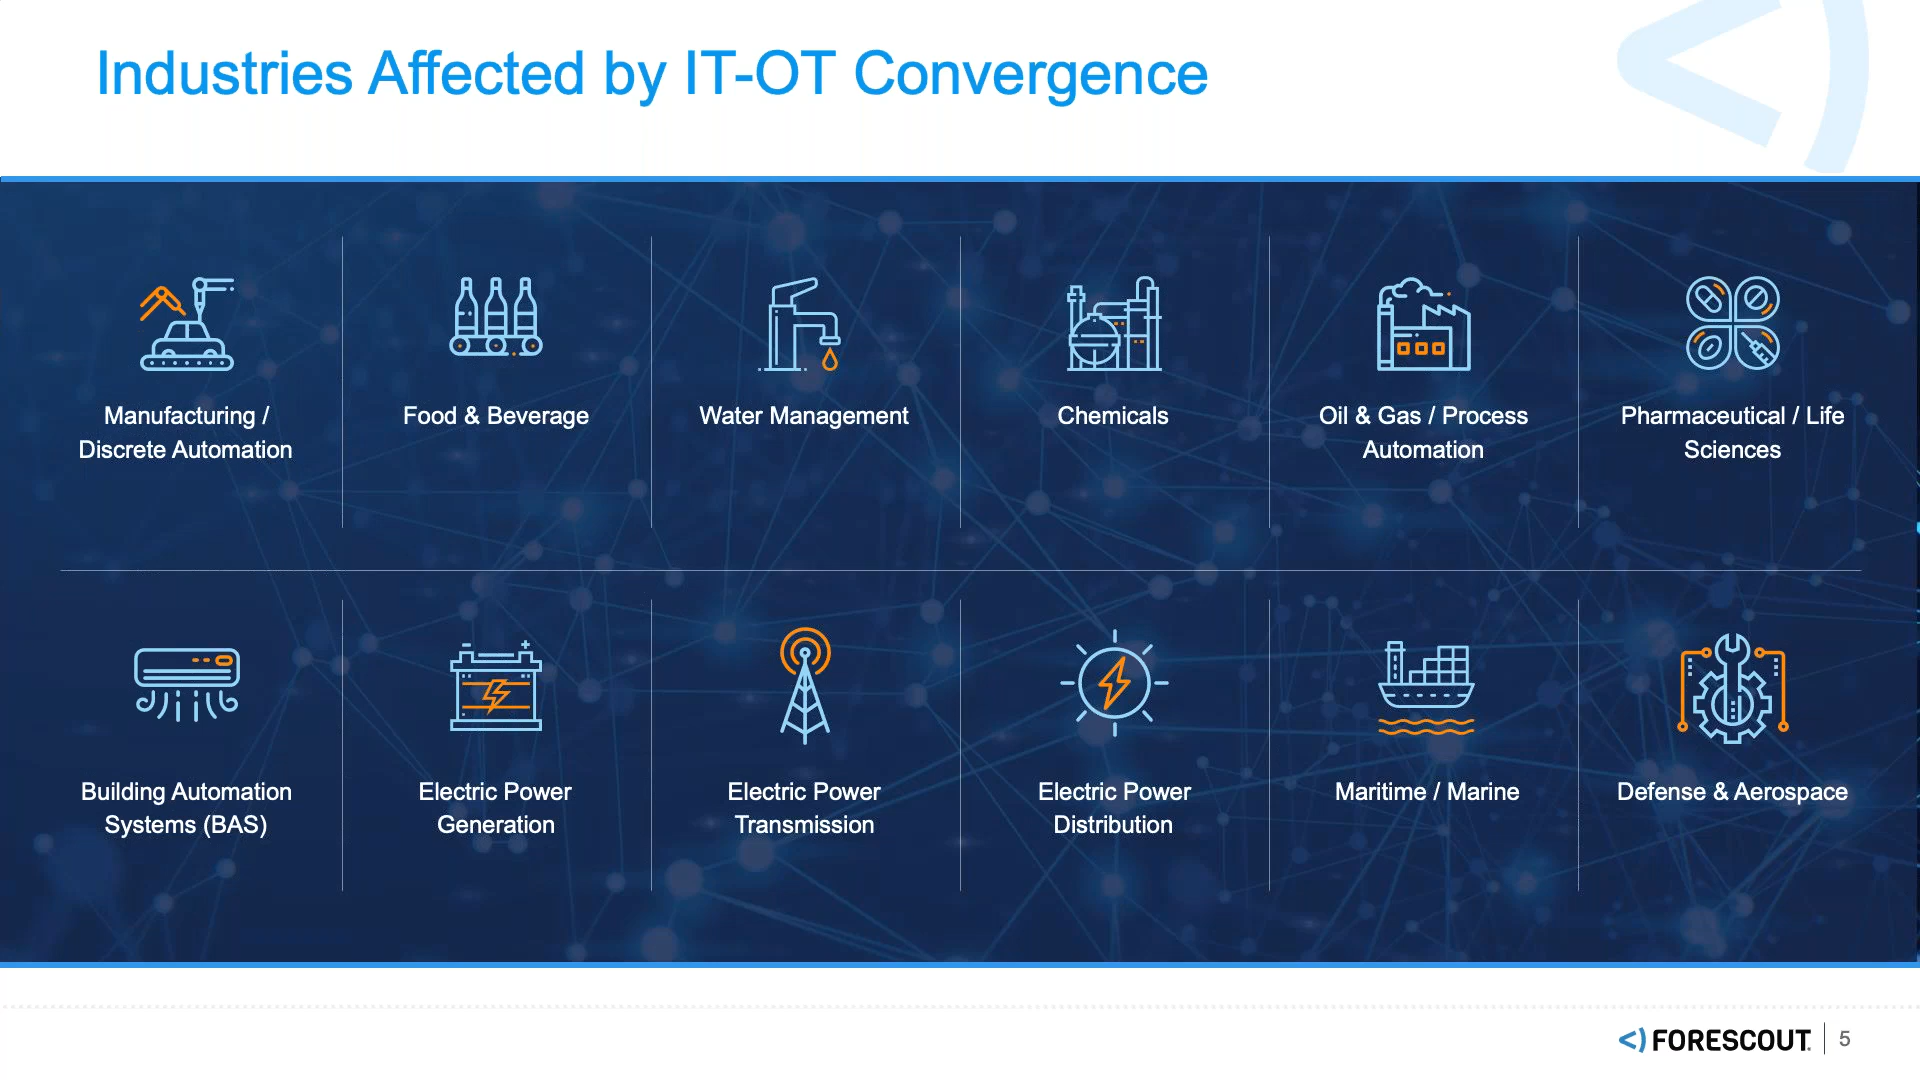 Industries Affected by IT-OT Convergence
Manufacturing /
Discrete Automation
Food & Beverage
Water Management
Chemicals
Oil & Gas / Process
Automation
Pharmaceutical / Life
Sciences
Building Automation
Systems (BAS)
Electric Power
Generation
Electric Power
Transmission
Electric Power
Distribution
Maritime / Marine
Defense & Aerospace
FORESCOUT. 5